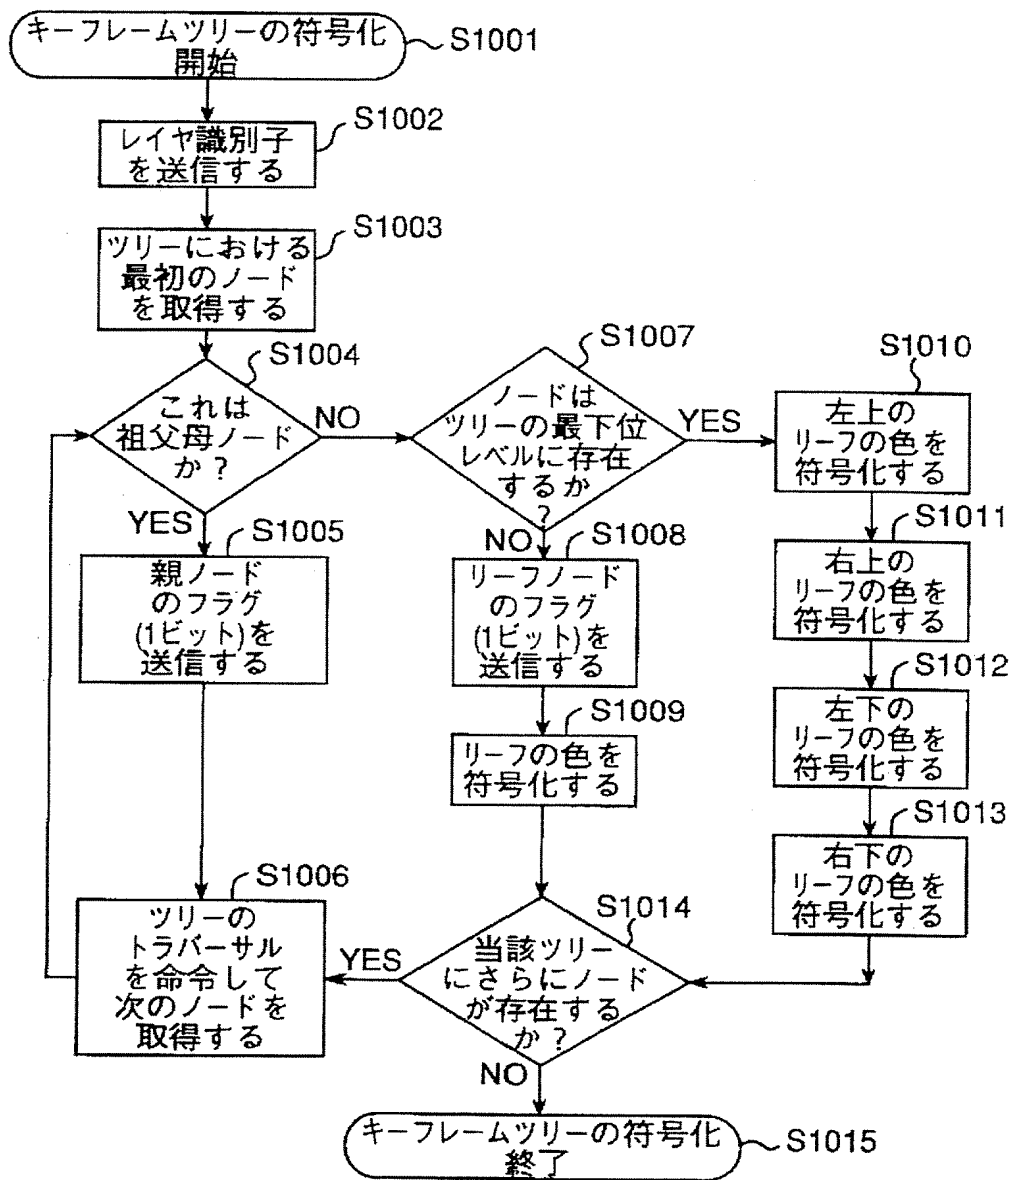 キーフレームツリーの符号化
開始
S1001
レイヤ識別子
を送信する
S1002
ツリーにおける
最初のノード
を取得する
S1003
これは
祖父母ノード
か?
S1004
NO
YES
親ノード
のフラグ
(1ビット)を
送信する
S1005
ツリーの
トラバーサル
を命令して
次のノードを
取得する
S1006
ノードは
ツリーの最下位
レベルに存在
するか
?
S1007
YES
NO
リーフノード
のフラグ
(1ビット)を
送信する
S1008
リーフの色を
符号化する
S1009
左上の
リーフの色を
符号化する
S1010
右上の
リーフの色を
符号化する
S1011
左下の
リーフの色を
符号化する
S1012
右下の
リーフの色を
符号化する
S1013
当該ツリー
にさらにノード
が存在する
か?
S1014
YES
NO
キーフレームツリーの符号化
終了
S1015